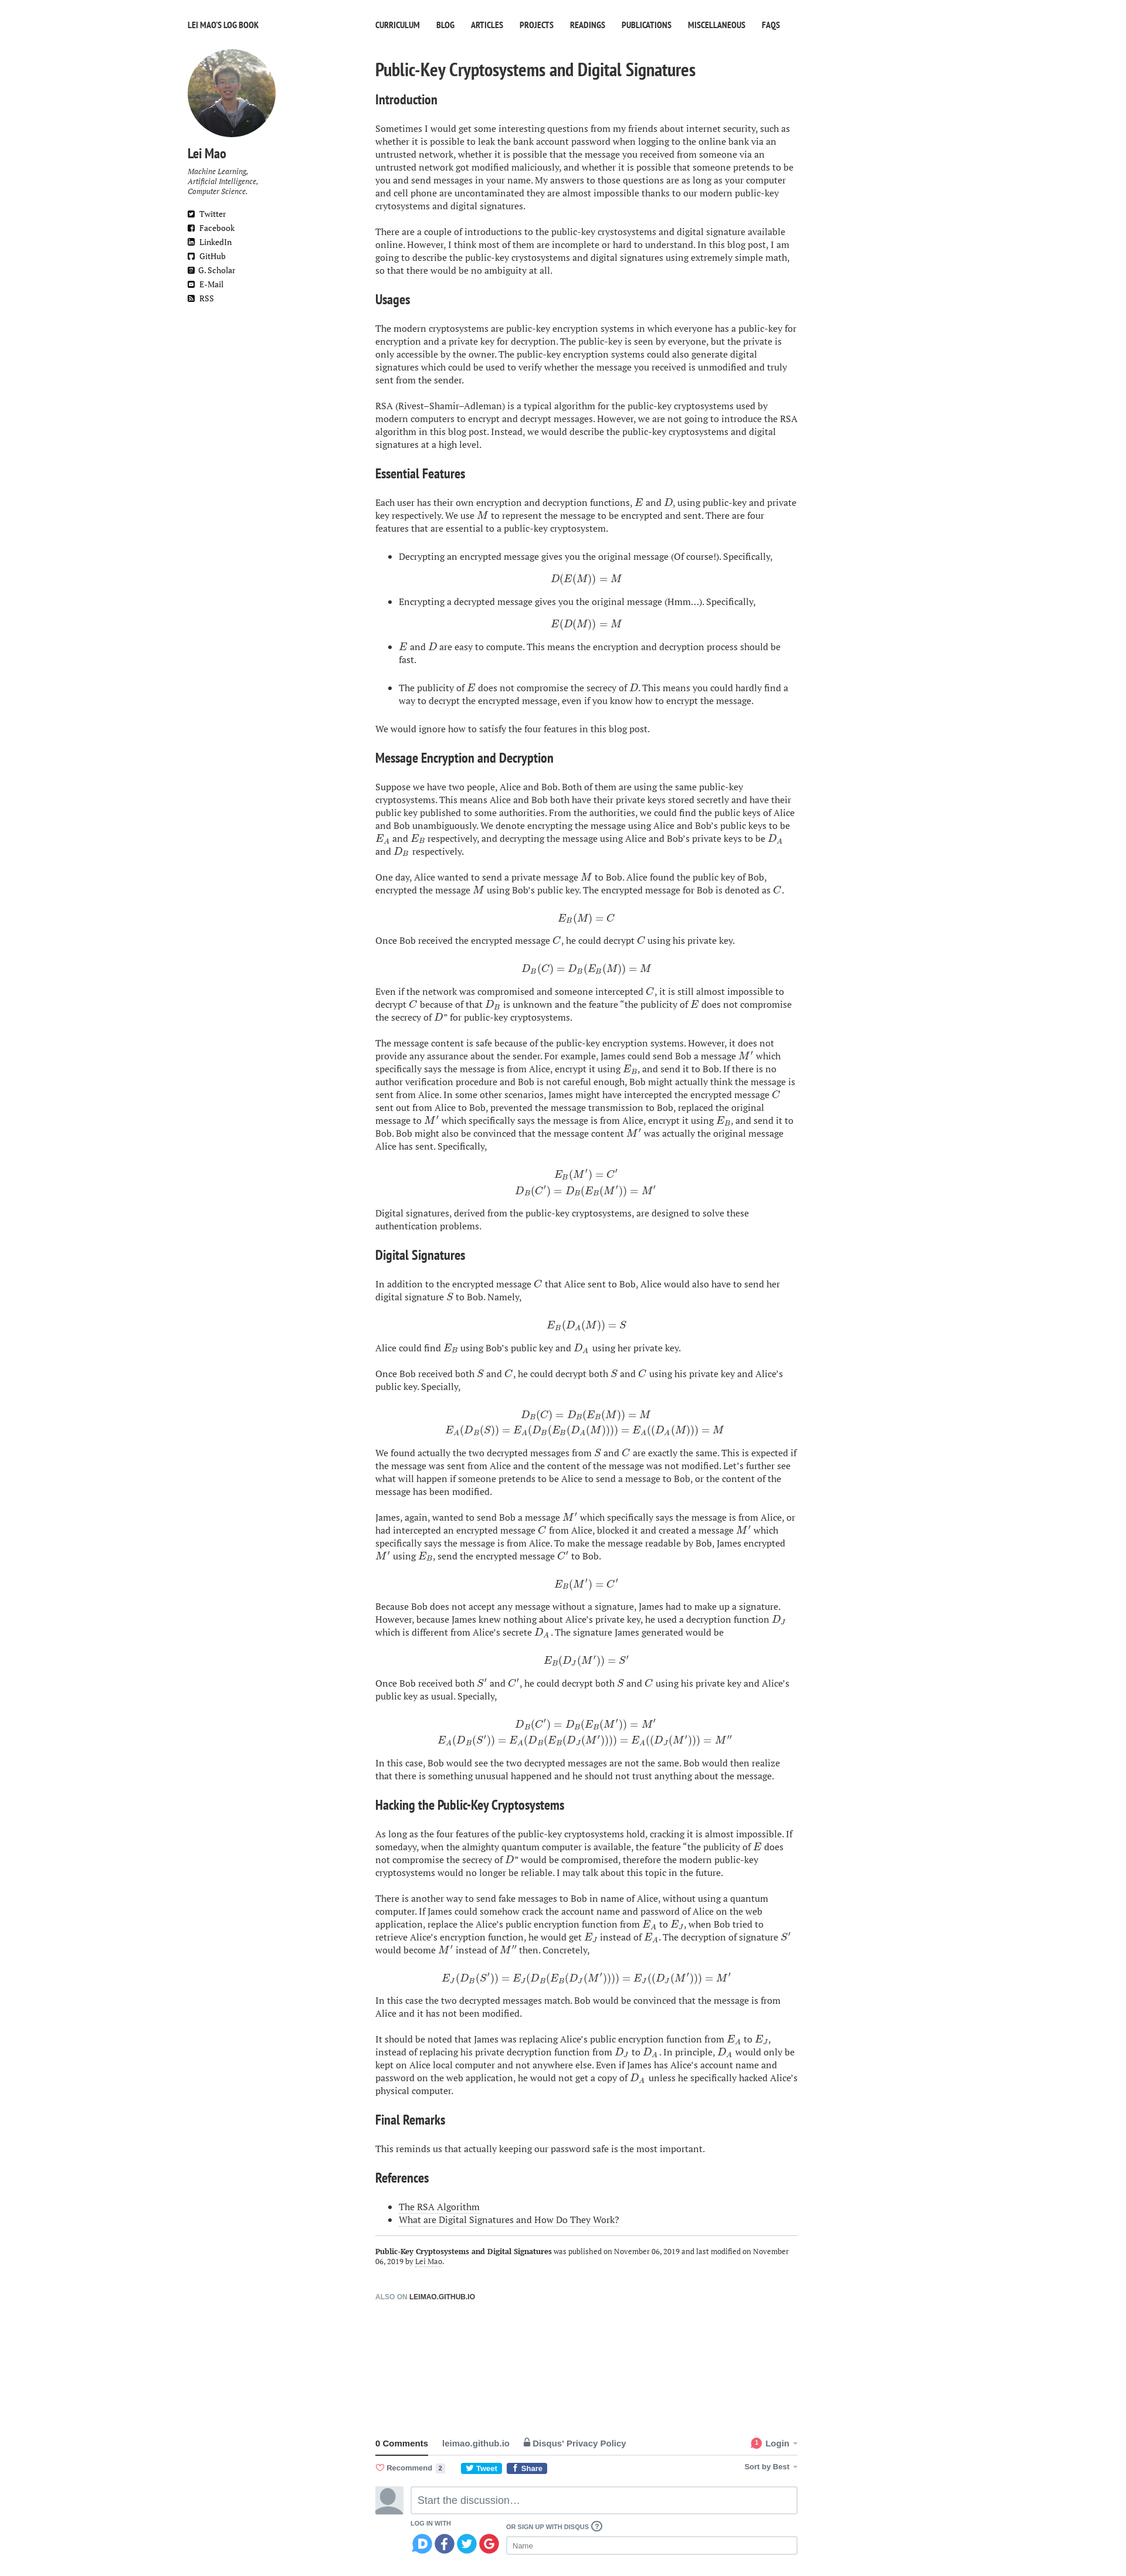 LEI MAO'S LOG BOOK
CURRICULUM BLOG ARTICLES PROJECTS READINGS PUBLICATIONS MISCELLANEOUS FAQS
Lei Mao
Machine Learning,
Artificial Intelligence,
Computer Science.
Twitter
Facebook
LinkedIn
GitHub
G. Scholar
E-Mail
RSS
Public-Key Cryptosystems and Digital Signatures
Introduction
Sometimes I would get some interesting questions from my friends about internet security, such as
whether it is possible to leak the bank account password when logging to the online bank via an
untrusted network, whether it is possible that the message you received from someone via an
untrusted network got modified maliciously, and whether it is possible that someone pretends to be
you and send messages in your name. My answers to those questions are as long as your computer
and cell phone are uncontaminated they are almost impossible thanks to our modern public-key
crytosystems and digital signatures.
There are a couple of introductions to the public-key crystosystems and digital signature available
online. However, I think most of them are incomplete or hard to understand. In this blog post, I am
going to describe the public-key crystosystems and digital signatures using extremely simple math,
so that there would be no ambiguity at all.
Usages
The modern cryptosystems are public-key encryption systems in which everyone has a public-key for
encryption and a private key for decryption. The public-key is seen by everyone, but the private is
only accessible by the owner. The public-key encryption systems could also generate digital
signatures which could be used to verify whether the message you received is unmodified and truly
sent from the sender.
RSA (Rivest–Shamir–Adleman) is a typical algorithm for the public-key cryptosystems used by
modern computers to encrypt and decrypt messages. However, we are not going to introduce the RSA
algorithm in this blog post. Instead, we would describe the public-key cryptosystems and digital
signatures at a high level.
Essential Features
Each user has their own encryption and decryption functions, E and D, using public-key and private
key respectively. We use M to represent the message to be encrypted and sent. There are four
features that are essential to a public-key cryptosystem.
• Decrypting an encrypted message gives you the original message (Of course!). Specifically,
D(E(M)) = M
• Encrypting a decrypted message gives you the original message (Hmm…). Specifically,
E(D(M)) = M
• E and D are easy to compute. This means the encryption and decryption process should be
fast.
• The publicity of E does not compromise the secrecy of D. This means you could hardly find a
way to decrypt the encrypted message, even if you know how to encrypt the message.
We would ignore how to satisfy the four features in this blog post.
Message Encryption and Decryption
Suppose we have two people, Alice and Bob. Both of them are using the same public-key
cryptosystems. This means Alice and Bob both have their private keys stored secretly and have their
public key published to some authorities. From the authorities, we could find the public keys of Alice
and Bob unambiguously. We denote encrypting the message using Alice and Bob's public keys to be
E_A and E_B respectively, and decrypting the message using Alice and Bob's private keys to be D_A
and D_B respectively.
One day, Alice wanted to send a private message M to Bob. Alice found the public key of Bob,
encrypted the message M using Bob's public key. The encrypted message for Bob is denoted as C.
E_B(M) = C
Once Bob received the encrypted message C, he could decrypt C using his private key.
D_B(C) = D_B(E_B(M)) = M
Even if the network was compromised and someone intercepted C, it is still almost impossible to
decrypt C because of that D_B is unknown and the feature “the publicity of E does not compromise
the secrecy of D” for public-key cryptosystems.
The message content is safe because of the public-key encryption systems. However, it does not
provide any assurance about the sender. For example, James could send Bob a message M′ which
specifically says the message is from Alice, encrypt it using E_B, and send it to Bob. If there is no
author verification procedure and Bob is not careful enough, Bob might actually think the message is
sent from Alice. In some other scenarios, James might have intercepted the encrypted message C
sent out from Alice to Bob, prevented the message transmission to Bob, replaced the original
message to M′ which specifically says the message is from Alice, encrypt it using E_B, and send it to
Bob. Bob might also be convinced that the message content M′ was actually the original message
Alice has sent. Specifically,
E_B(M′) = C′
D_B(C′) = D_B(E_B(M′)) = M′
Digital signatures, derived from the public-key cryptosystems, are designed to solve these
authentication problems.
Digital Signatures
In addition to the encrypted message C that Alice sent to Bob, Alice would also have to send her
digital signature S to Bob. Namely,
E_B(D_A(M)) = S
Alice could find E_B using Bob's public key and D_A using her private key.
Once Bob received both S and C, he could decrypt both S and C using his private key and Alice's
public key. Specially,
D_B(C) = D_B(E_B(M)) = M
E_A(D_B(S)) = E_A(D_B(E_B(D_A(M)))) = E_A((D_A(M))) = M
We found actually the two decrypted messages from S and C are exactly the same. This is expected if
the message was sent from Alice and the content of the message was not modified. Let's further see
what will happen if someone pretends to be Alice to send a message to Bob, or the content of the
message has been modified.
James, again, wanted to send Bob a message M′ which specifically says the message is from Alice, or
had intercepted an encrypted message C from Alice, blocked it and created a message M′ which
specifically says the message is from Alice. To make the message readable by Bob, James encrypted
M′ using E_B, send the encrypted message C′ to Bob.
E_B(M′) = C′
Because Bob does not accept any message without a signature, James had to make up a signature.
However, because James knew nothing about Alice's private key, he used a decryption function D_J
which is different from Alice's secrete D_A. The signature James generated would be
E_B(D_J(M′)) = S′
Once Bob received both S′ and C′, he could decrypt both S and C using his private key and Alice's
public key as usual. Specially,
D_B(C′) = D_B(E_B(M′)) = M′
E_A(D_B(S′)) = E_A(D_B(E_B(D_J(M′)))) = E_A((D_J(M′))) = M′′
In this case, Bob would see the two decrypted messages are not the same. Bob would then realize
that there is something unusual happened and he should not trust anything about the message.
Hacking the Public-Key Cryptosystems
As long as the four features of the public-key cryptosystems hold, cracking it is almost impossible. If
somedayy, when the almighty quantum computer is available, the feature “the publicity of E does
not compromise the secrecy of D” would be compromised, therefore the modern public-key
cryptosystems would no longer be reliable. I may talk about this topic in the future.
There is another way to send fake messages to Bob in name of Alice, without using a quantum
computer. If James could somehow crack the account name and password of Alice on the web
application, replace the Alice's public encryption function from E_A to E_J, when Bob tried to
retrieve Alice's encryption function, he would get E_J instead of E_A. The decryption of signature S′
would become M′ instead of M′′ then. Concretely,
E_J(D_B(S′)) = E_J(D_B(E_B(D_J(M′)))) = E_J((D_J(M′))) = M′
In this case the two decrypted messages match. Bob would be convinced that the message is from
Alice and it has not been modified.
It should be noted that James was replacing Alice's public encryption function from E_A to E_J,
instead of replacing his private decryption function from D_J to D_A. In principle, D_A would only be
kept on Alice local computer and not anywhere else. Even if James has Alice's account name and
password on the web application, he would not get a copy of D_A unless he specifically hacked Alice's
physical computer.
Final Remarks
This reminds us that actually keeping our password safe is the most important.
References
• The RSA Algorithm
• What are Digital Signatures and How Do They Work?
Public-Key Cryptosystems and Digital Signatures was published on November 06, 2019 and last modified on November
06, 2019 by Lei Mao.
ALSO ON LEIMAO.GITHUB.IO
0 Comments leimao.github.io Disqus' Privacy Policy 1 Login
Recommend 2 Tweet Share Sort by Best
Start the discussion…
LOG IN WITH
OR SIGN UP WITH DISQUS ?
Name